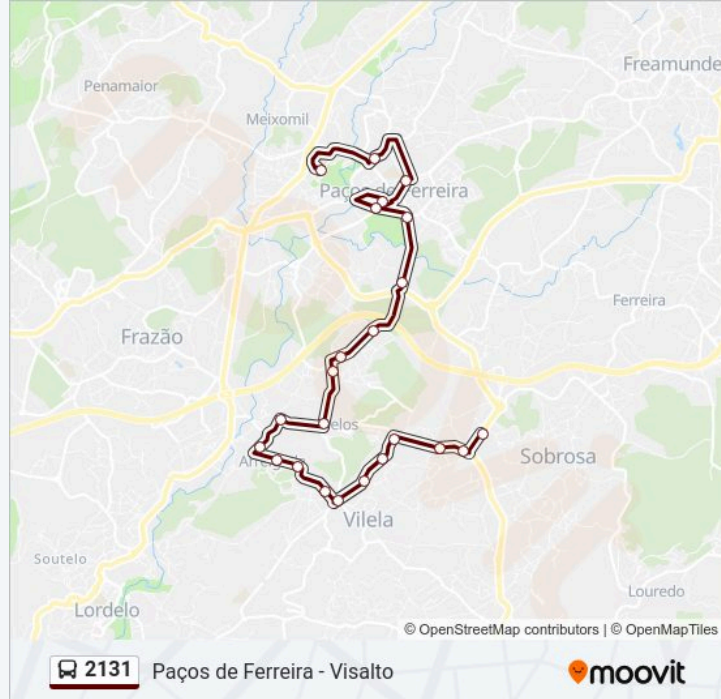 Freamunde
Penamaior
Meixomil
Paços de Ferreira
Ferreira
Frazão
elos
Sobrosa
Vilela
Soutelo
Louredo
Lordelo
© OpenStreetMap contributors | © OpenMapTiles
2131 Paços de Ferreira - Visalto
moovit